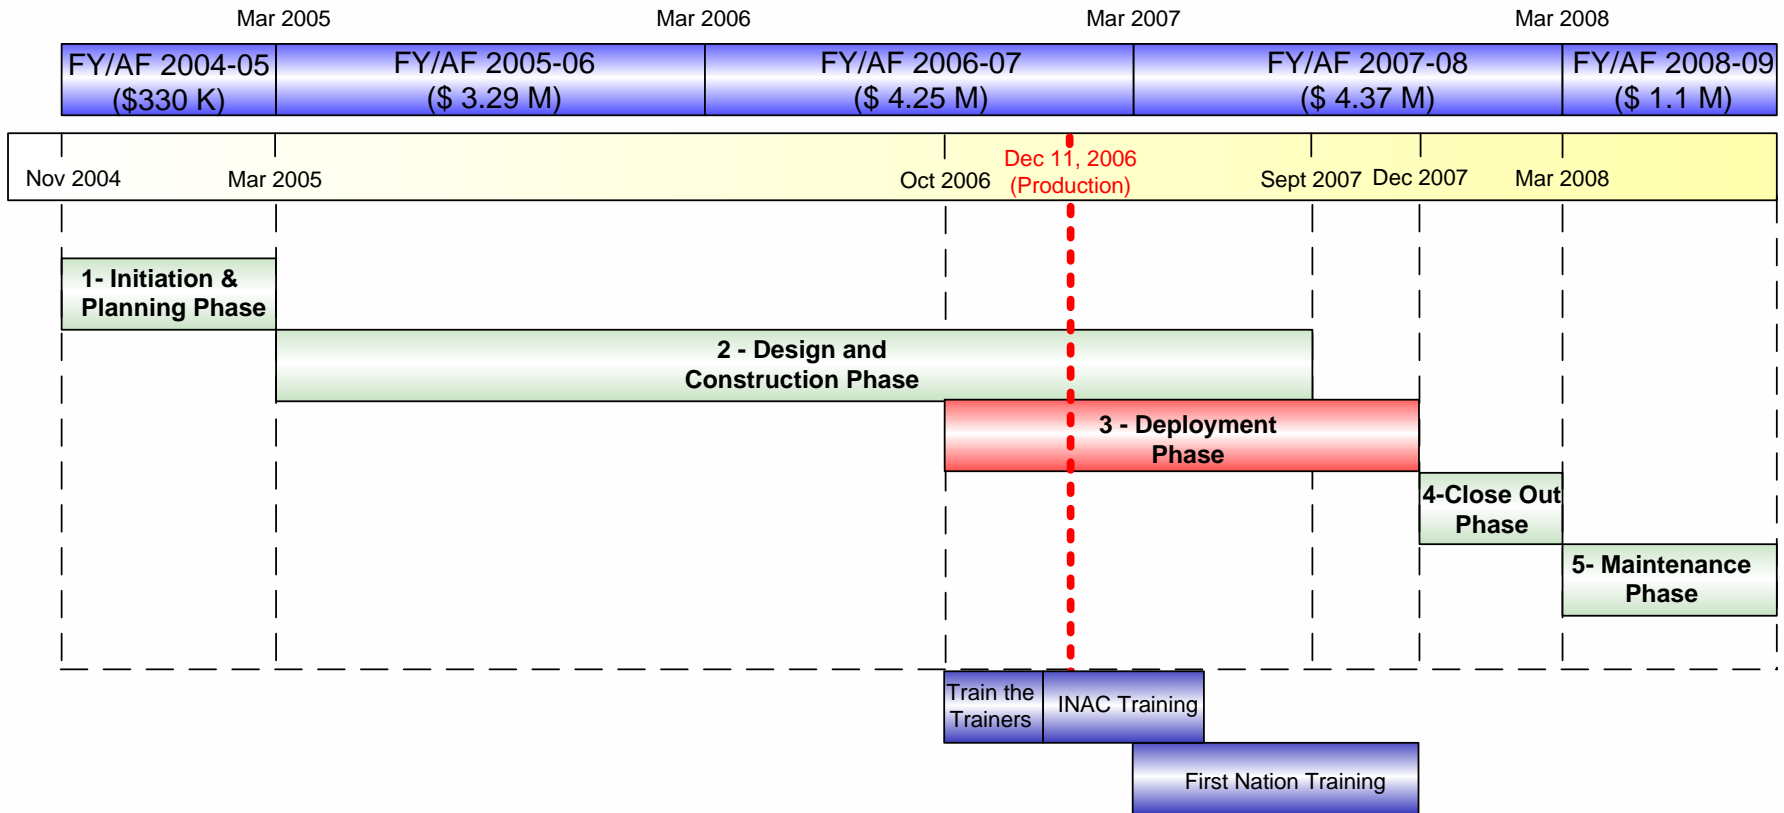 Mar 2005
Mar 2006
Mar 2007
Mar 2008
FY/AF 2004-05
($330 K)
FY/AF 2005-06
($ 3.29 M)
FY/AF 2006-07
($ 4.25 M)
FY/AF 2007-08
($ 4.37 M)
FY/AF 2008-09
($ 1.1 M)
Nov 2004
Mar 2005
Oct 2006
Dec 11, 2006
(Production)
Sept 2007
Dec 2007
Mar 2008
1- Initiation &
Planning Phase
2 - Design and
Construction Phase
3 - Deployment
Phase
4-Close Out
Phase
5- Maintenance
Phase
Train the
Trainers
INAC Training
First Nation Training